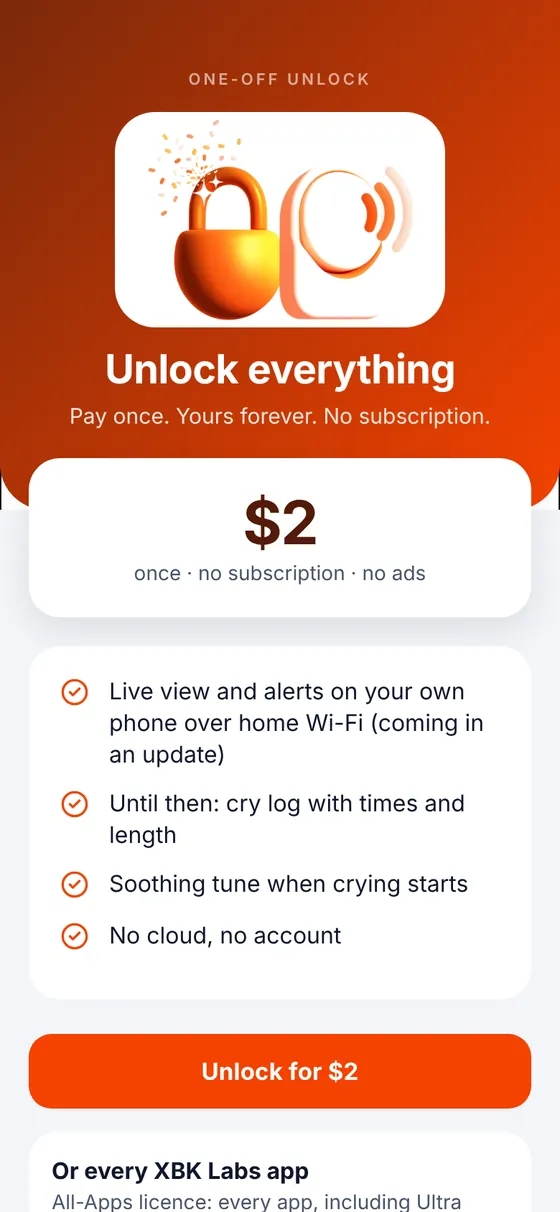 ONE-OFF UNLOCK
Unlock everything
Pay once. Yours forever. No subscription.
$2
once · no subscription · no ads
Live view and alerts on your own
phone over home Wi-Fi (coming in
an update)
Until then: cry log with times and
length
Soothing tune when crying starts
No cloud, no account
Unlock for $2
Or every XBK Labs app
All-Apps licence: every app, including Ultra